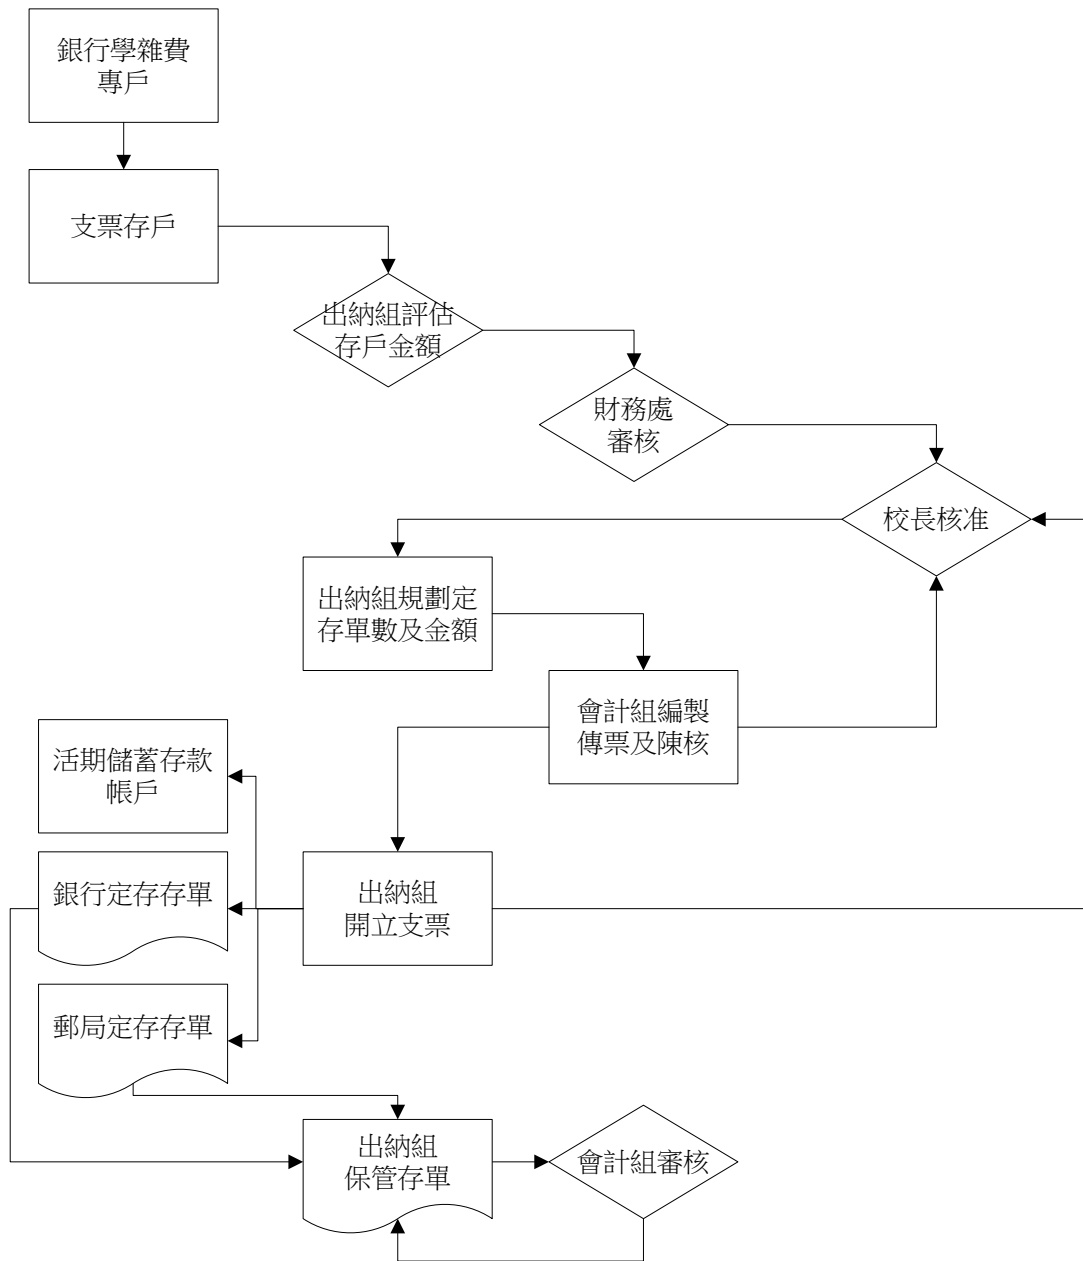 銀行學雜費
專戶
支票存戶
出納組評估
存戶金額
財務處
審核
校長核准
出納組規劃定
存單數及金額
會計組編製
傳票及陳核
活期儲蓄存款
帳戶
銀行定存存單
出納組
開立支票
郵局定存存單
出納組
保管存單
會計組審核